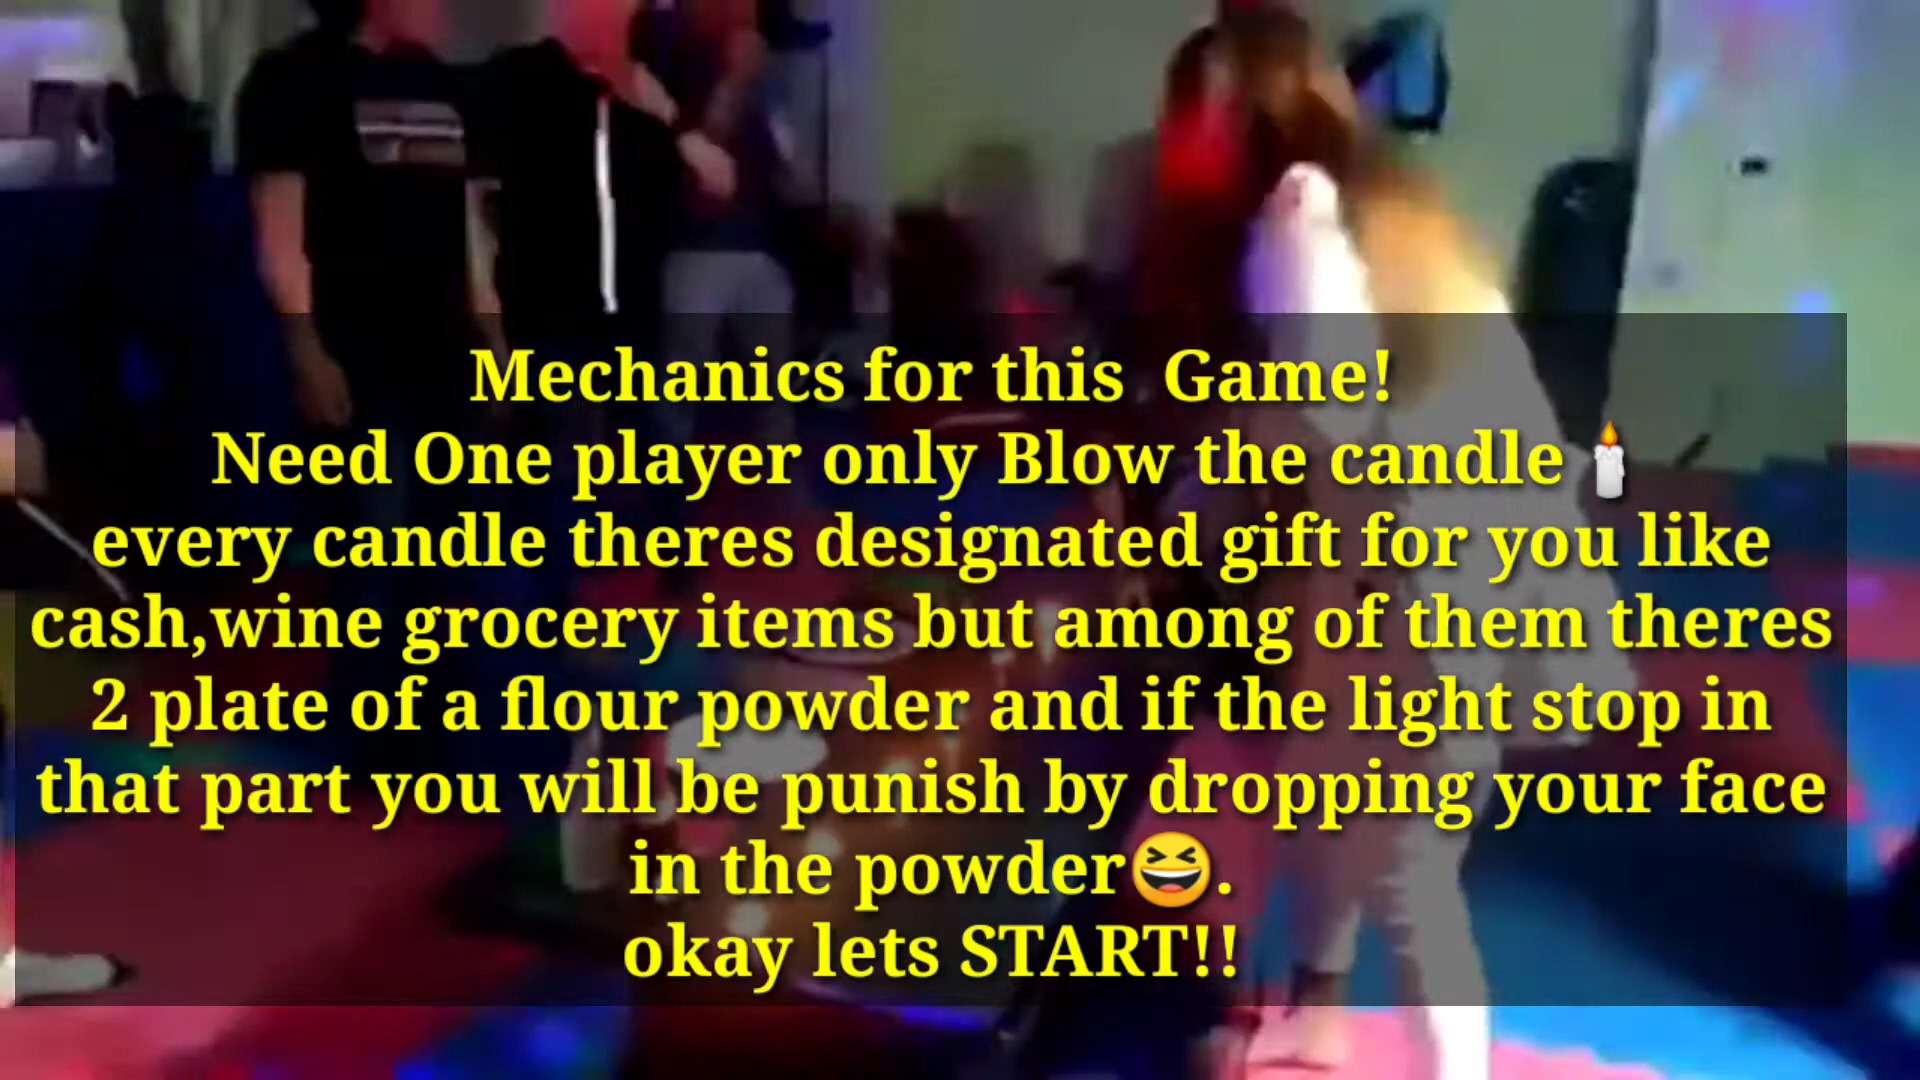 Mechanics for this  Game!
Need One player only Blow the candle🕯️
every candle theres designated gift for you like
cash,wine grocery items but among of them theres
2 plate of a flour powder and if the light stop in
that part you will be punish by dropping your face
in the powder😆.
okay lets START!!